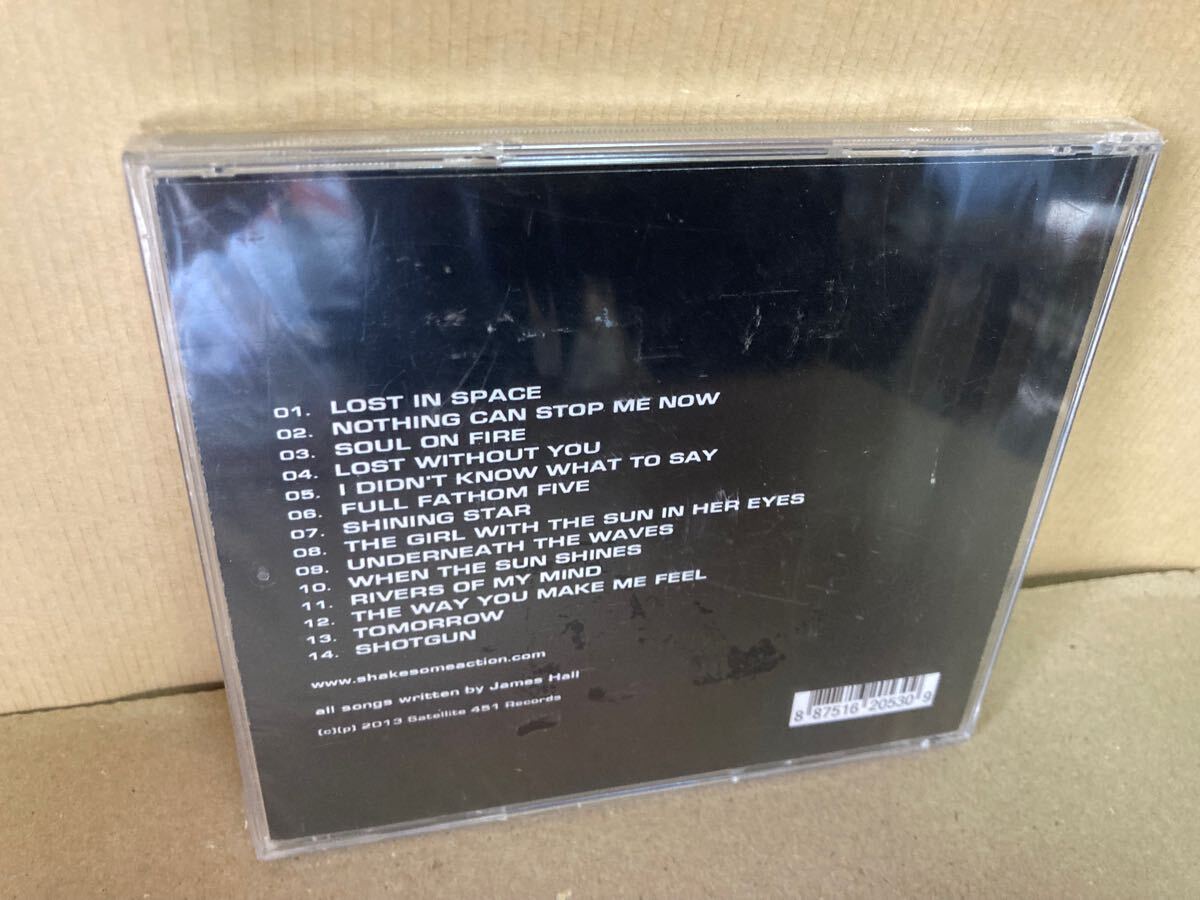 01. LOST IN SPACE
02. NOTHING CAN STOP ME NOW
03. SOUL ON FIRE
04. LOST WITHOUT YOU
05. I DIDN'T KNOW WHAT TO SAY
06. FULL FATHOM FIVE
07. SHINING STAR
08. THE GIRL WITH THE SUN IN HER EYES
09. UNDERNEATH THE WAVES
10. WHEN THE SUN SHINES
11. RIVERS OF MY MIND
12. THE WAY YOU MAKE ME FEEL
13. TOMORROW
14. SHOTGUN
www.shakesomeaction.com
all songs written by James Hall
(c)(p) 2013 Satellite 451 Records
8 87516 20530 9